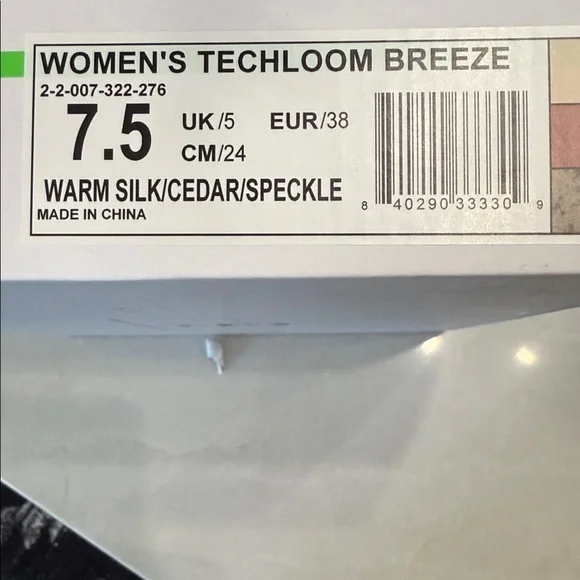 WOMEN'S TECHLOOM BREEZE
2-2-007-322-276
7.5 UK/5 EUR/38
CM/24
WARM SILK/CEDAR/SPECKLE
MADE IN CHINA
8 40290 33330 9